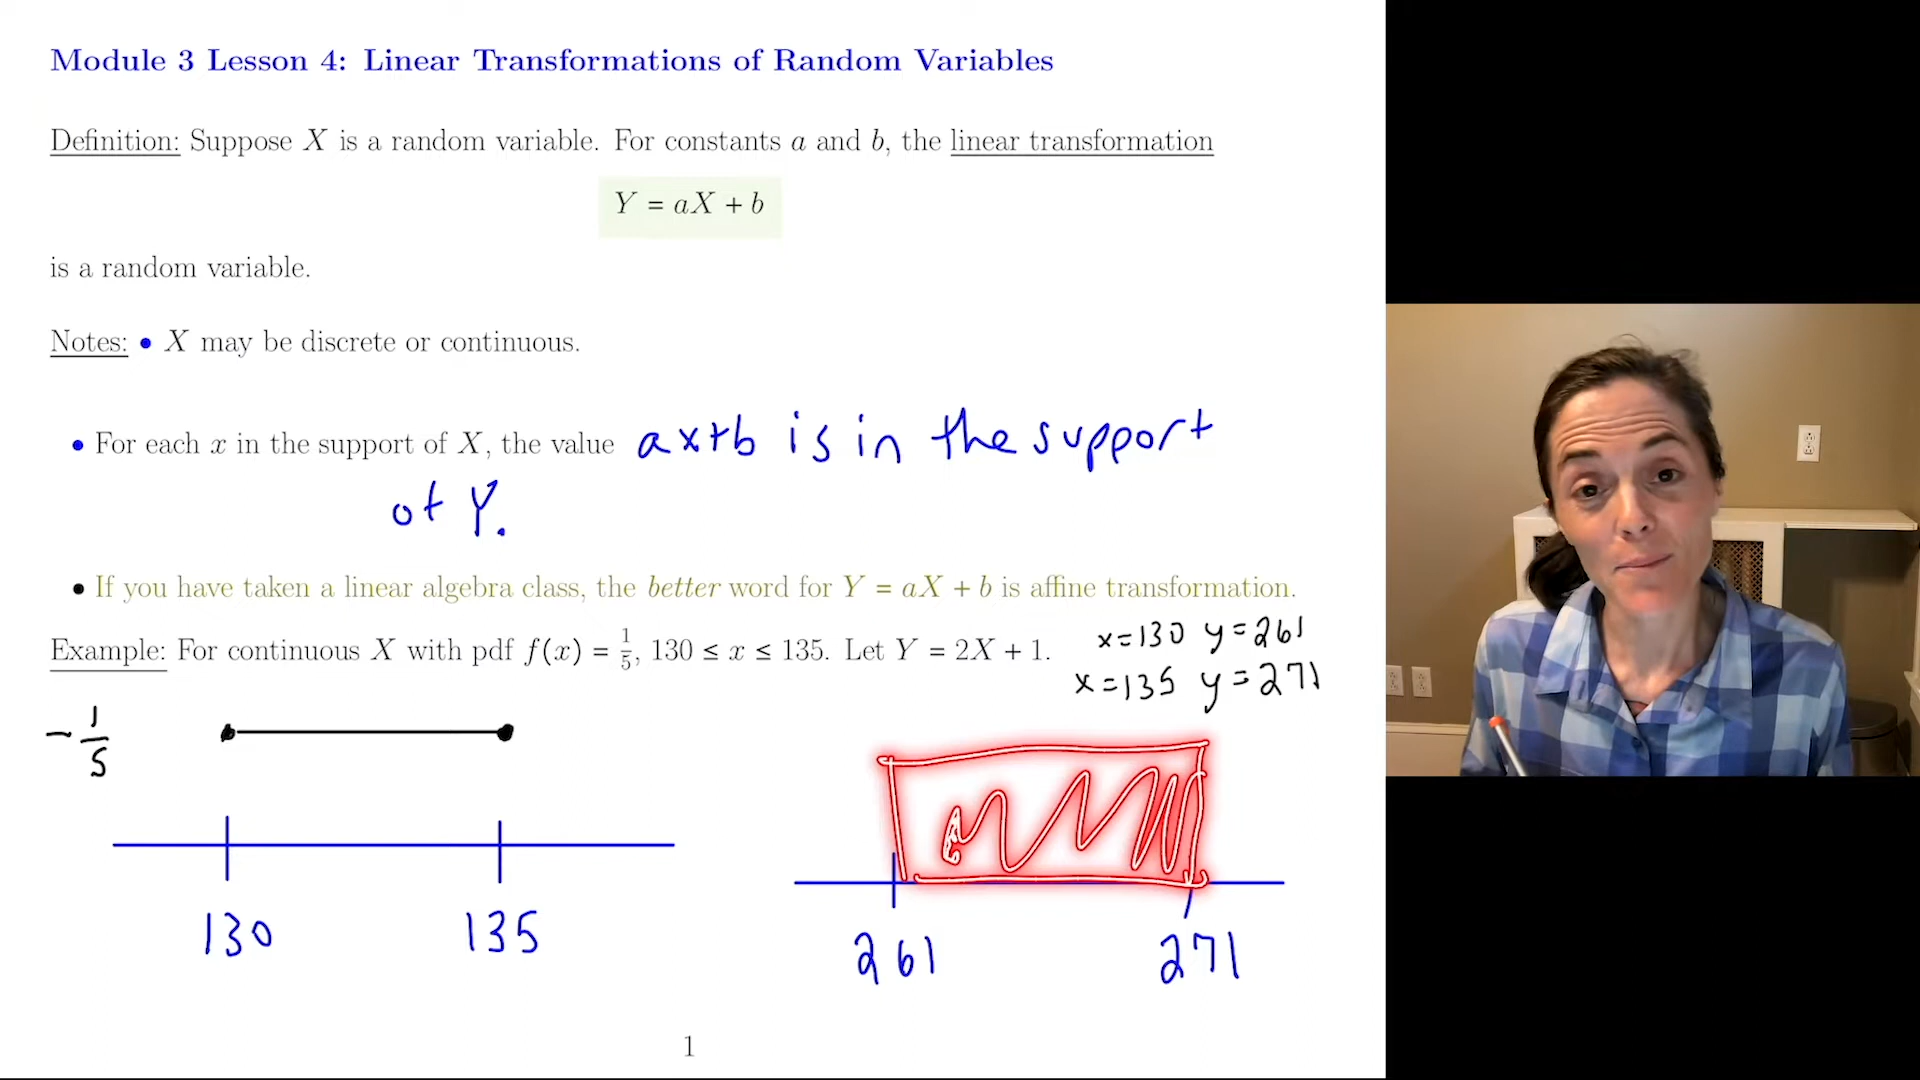 Module 3 Lesson 4: Linear Transformations of Random Variables
Definition: Suppose X is a random variable. For constants a and b, the linear transformation
Y = aX + b
is a random variable.
Notes: • X may be discrete or continuous.
• For each x in the support of X, the value ax+b is in the support
of Y.
• If you have taken a linear algebra class, the better word for Y = aX + b is affine transformation.
Example: For continuous X with pdf f(x) = 1/5, 130 ≤ x ≤ 135. Let Y = 2X + 1.
x=130 y=261
x=135 y=271
1/5
130 135
261 271
1